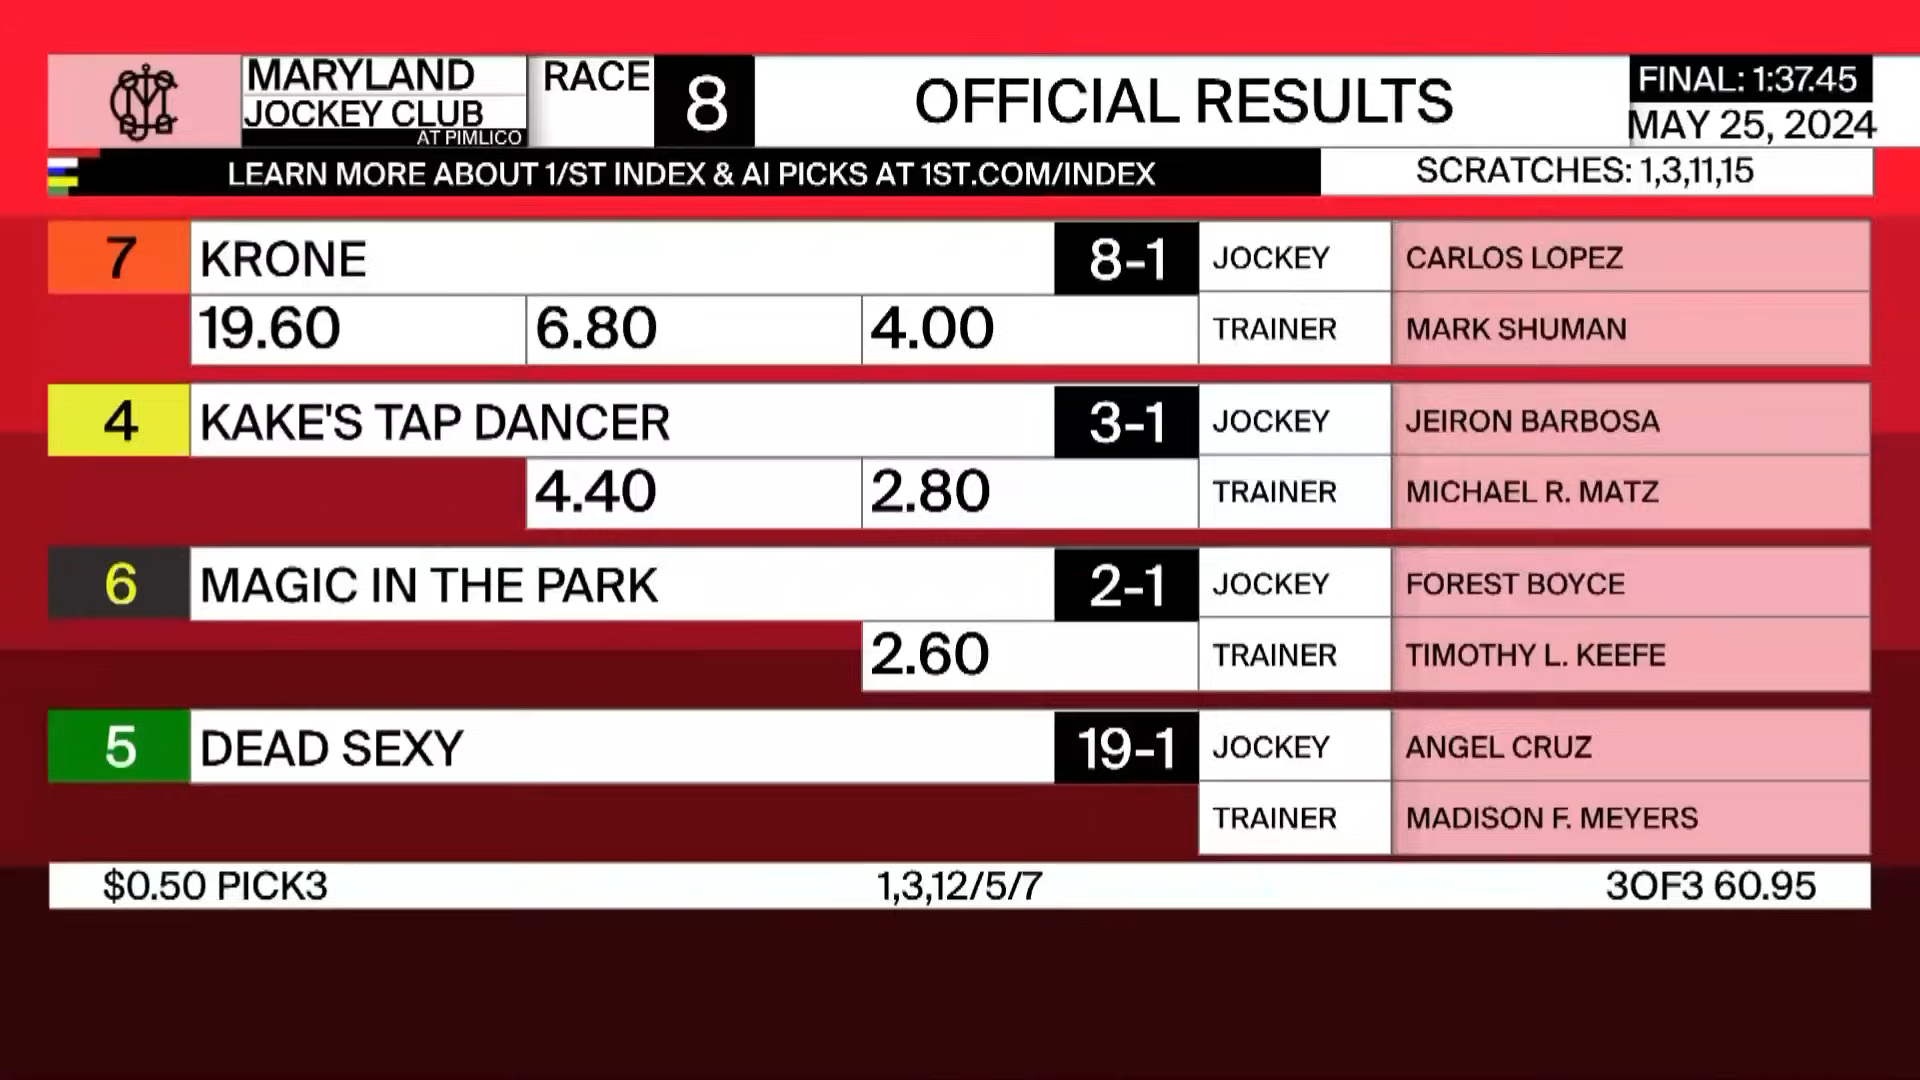 MARYLAND
JOCKEY CLUB
AT PIMLICO
RACE 8
OFFICIAL RESULTS
FINAL: 1:37.45
MAY 25, 2024
LEARN MORE ABOUT 1/ST INDEX & AI PICKS AT 1ST.COM/INDEX
SCRATCHES: 1,3,11,15
7 KRONE 8-1 JOCKEY CARLOS LOPEZ
19.60 6.80 4.00 TRAINER MARK SHUMAN
4 KAKE'S TAP DANCER 3-1 JOCKEY JEIRON BARBOSA
4.40 2.80 TRAINER MICHAEL R. MATZ
6 MAGIC IN THE PARK 2-1 JOCKEY FOREST BOYCE
2.60 TRAINER TIMOTHY L. KEEFE
5 DEAD SEXY 19-1 JOCKEY ANGEL CRUZ
TRAINER MADISON F. MEYERS
$0.50 PICK3 1,3,12/5/7 3OF3 60.95